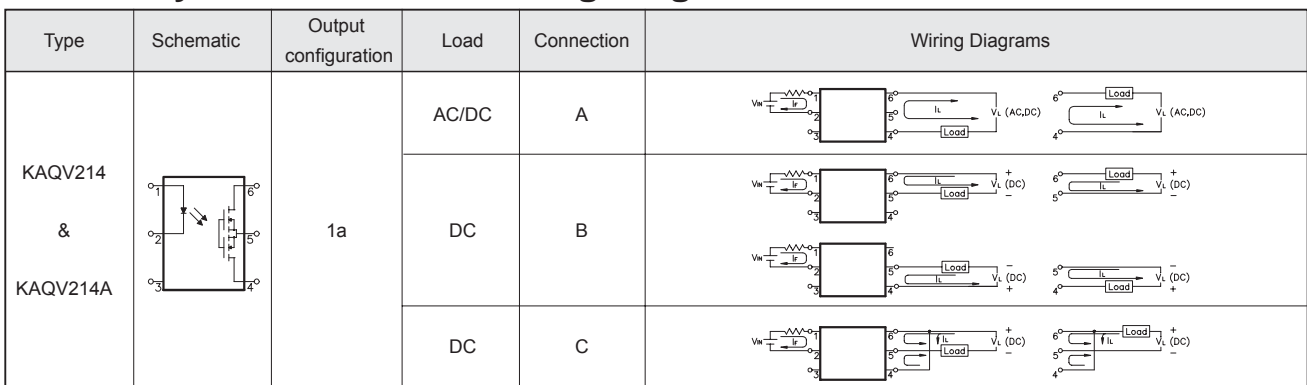 Type Schematic Output configuration Load Connection Wiring Diagrams
KAQV214
&
KAQV214A
1 6
2 5
3 4
1a
AC/DC A
VIN IF 1 2 3 6 5 4 IL Load VL (AC,DC)
6 4 Load IL VL (AC,DC)
DC B
VIN IF 1 2 3 6 5 4 IL Load + VL (DC) −
6 5 Load IL + VL (DC) −
VIN IF 1 2 3 6 5 4 Load IL − VL (DC) +
5 4 IL Load − VL (DC) +
DC C
VIN IF 1 2 3 6 5 4 IL Load + VL (DC) −
6 5 4 IL Load + VL (DC) −